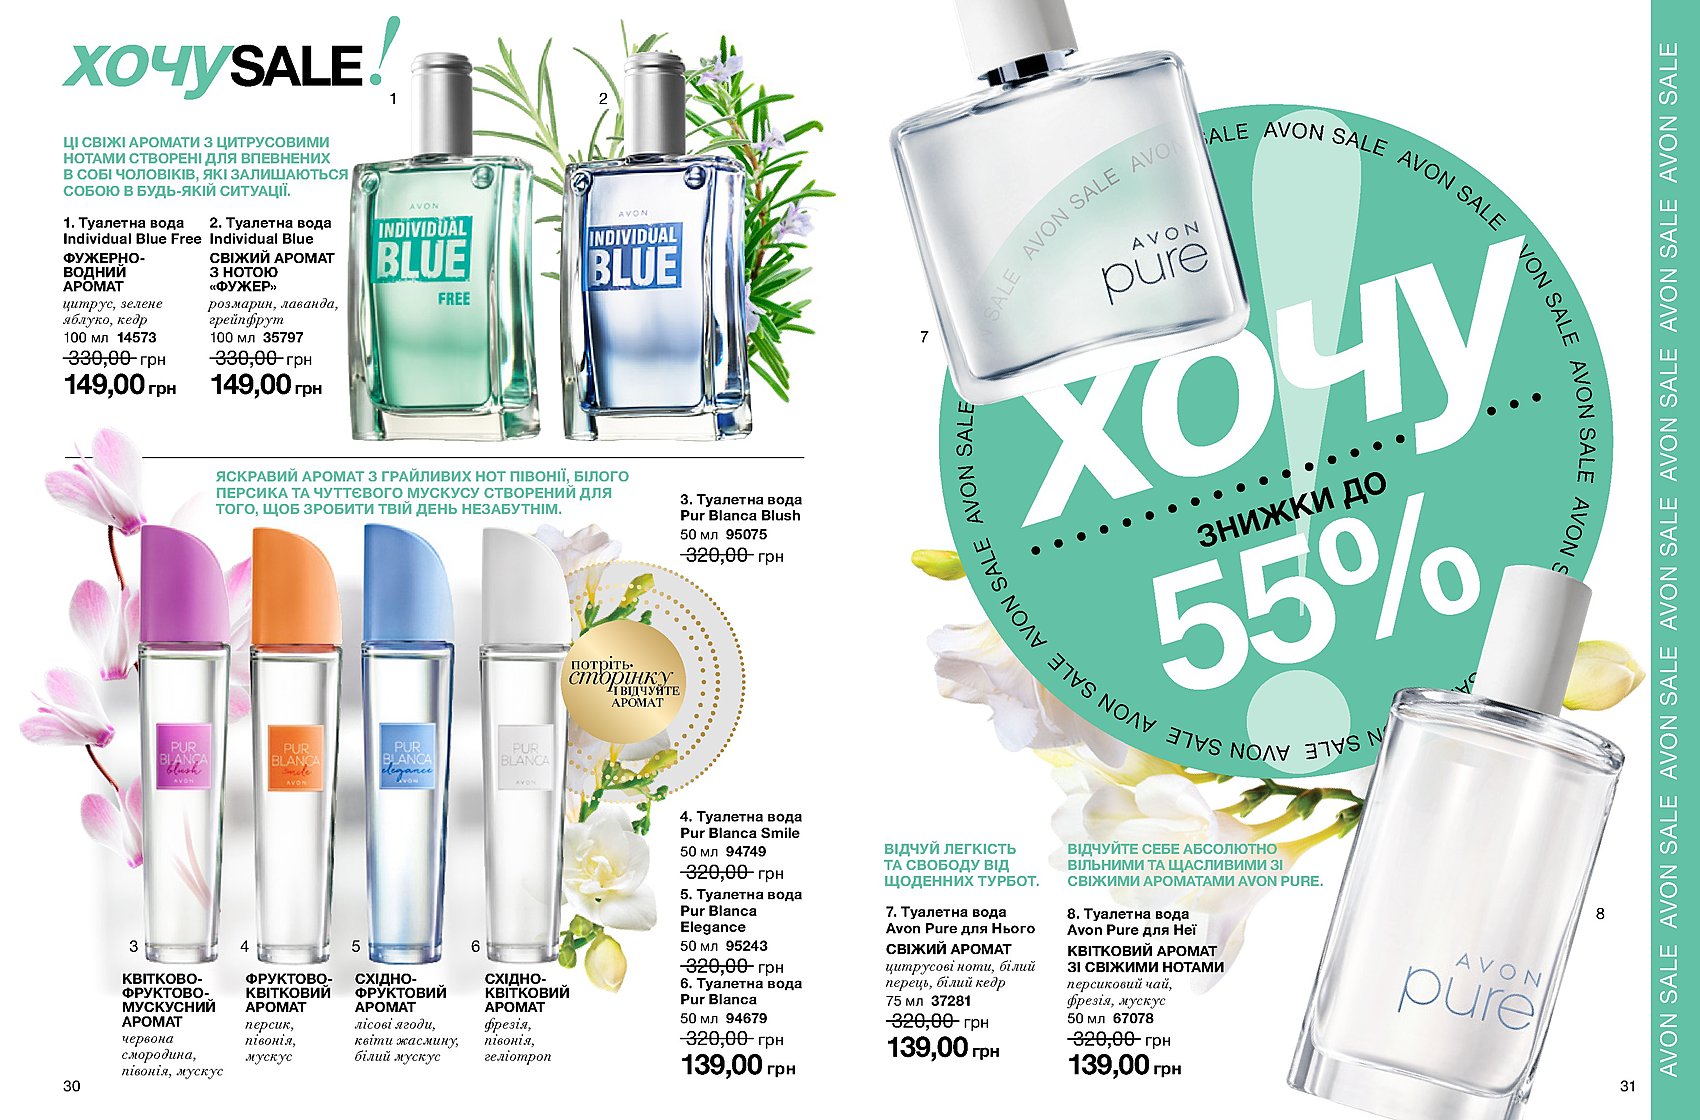 хочу SALE!
1
2
ЦІ СВІЖІ АРОМАТИ З ЦИТРУСОВИМИ
НОТАМИ СТВОРЕНІ ДЛЯ ВПЕВНЕНИХ
В СОБІ ЧОЛОВІКІВ, ЯКІ ЗАЛИШАЮТЬСЯ
СОБОЮ В БУДЬ-ЯКІЙ СИТУАЦІЇ.
1. Туалетна вода
Individual Blue Free
ФУЖЕРНО-
ВОДНИЙ
АРОМАТ
цитрус, зелене
яблуко, кедр
100 мл 14573
330,00 грн
149,00 грн
2. Туалетна вода
Individual Blue
СВІЖИЙ АРОМАТ
З НОТОЮ
«ФУЖЕР»
розмарин, лаванда,
грейпфрут
100 мл 35797
330,00 грн
149,00 грн
AVON
INDIVIDUAL
BLUE
FREE
AVON
INDIVIDUAL
BLUE
ЯСКРАВИЙ АРОМАТ З ГРАЙЛИВИХ НОТ ПІВОНІЇ, БІЛОГО
ПЕРСИКА ТА ЧУТТЄВОГО МУСКУСУ СТВОРЕНИЙ ДЛЯ
ТОГО, ЩОБ ЗРОБИТИ ТВІЙ ДЕНЬ НЕЗАБУТНІМ.
3. Туалетна вода
Pur Blanca Blush
50 мл 95075
320,00 грн
ПОТРІТЬ
СТОРІНКУ
І ВІДЧУЙТЕ
АРОМАТ
PUR
BLANCA
blush
AVON
PUR
BLANCA
smile
AVON
PUR
BLANCA
elegance
AVON
PUR
BLANCA
AVON
4. Туалетна вода
Pur Blanca Smile
50 мл 94749
320,00 грн
5. Туалетна вода
Pur Blanca
Elegance
50 мл 95243
320,00 грн
6. Туалетна вода
Pur Blanca
50 мл 94679
320,00 грн
139,00 грн
3
4
5
6
КВІТКОВО-
ФРУКТОВО-
МУСКУСНИЙ
АРОМАТ
червона
смородина,
півонія, мускус
ФРУКТОВО-
КВІТКОВИЙ
АРОМАТ
персик,
півонія,
мускус
СХІДНО-
ФРУКТОВИЙ
АРОМАТ
лісові ягоди,
квіти жасмину,
білий мускус
СХІДНО-
КВІТКОВИЙ
АРОМАТ
фрезія,
півонія,
геліотроп
30
AVON
pure
7
SALE AVON SALE AVON SALE AVON SALE AVON SALE AVON SALE AVON SALE AVON SALE AVON SALE AVON SALE AVON SALE AVON SALE AVON SALE AVON SALE
хочу
ЗНИЖКИ ДО
55%
ВІДЧУЙ ЛЕГКІСТЬ
ТА СВОБОДУ ВІД
ЩОДЕННИХ ТУРБОТ.
7. Туалетна вода
Avon Pure для Нього
СВІЖИЙ АРОМАТ
цитрусові ноти, білий
перець, білий кедр
75 мл 37281
320,00 грн
139,00 грн
ВІДЧУЙТЕ СЕБЕ АБСОЛЮТНО
ВІЛЬНИМИ ТА ЩАСЛИВИМИ ЗІ
СВІЖИМИ АРОМАТАМИ AVON PURE.
8. Туалетна вода
Avon Pure для Неї
КВІТКОВИЙ АРОМАТ
ЗІ СВІЖИМИ НОТАМИ
персиковий чай,
фрезія, мускус
50 мл 67078
320,00 грн
139,00 грн
8
AVON
pure
31
AVON SALE AVON SALE AVON SALE AVON SALE AVON SALE AVON SALE AVON SALE